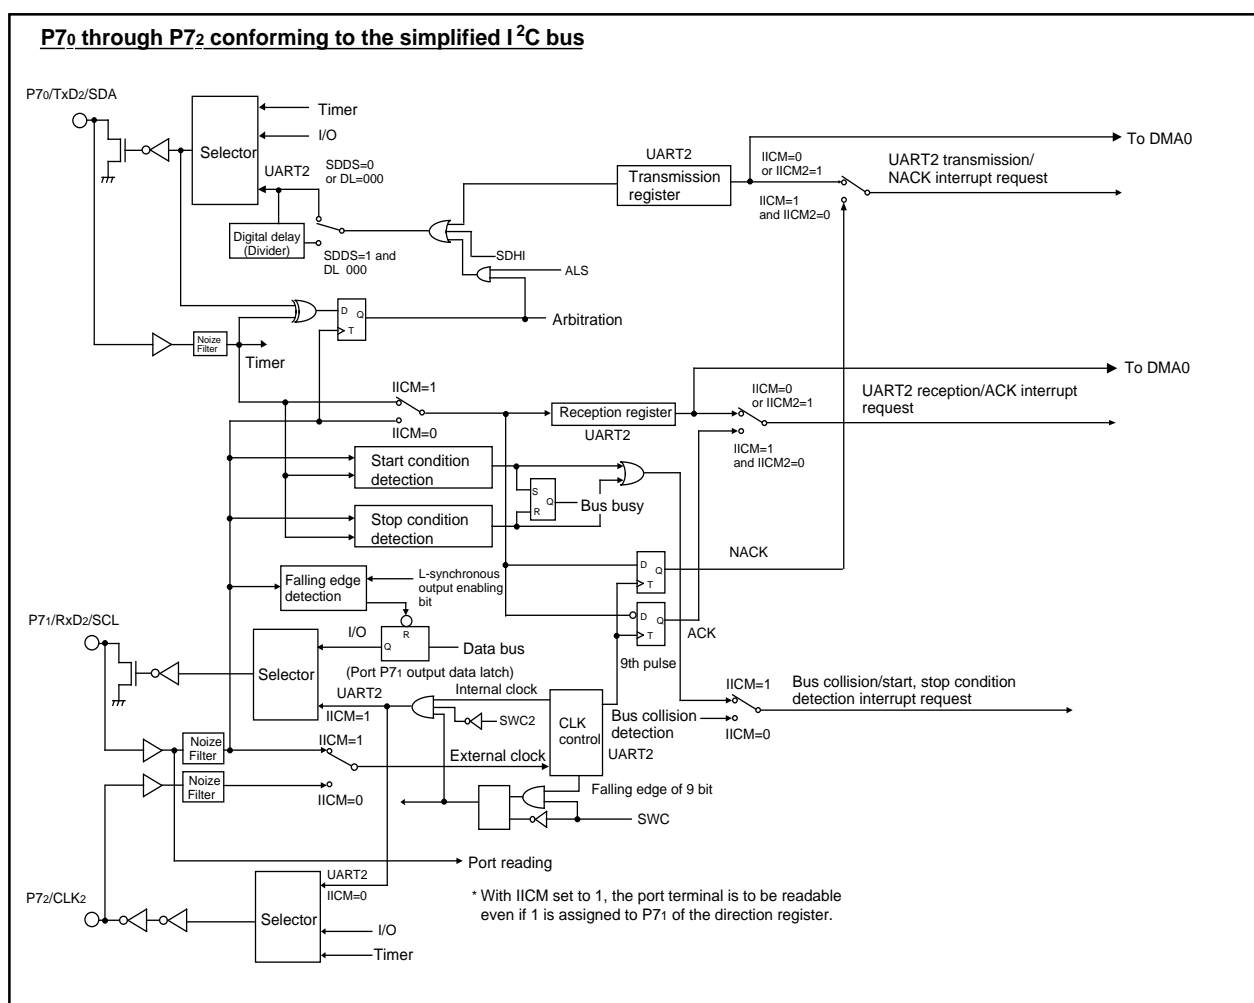 P70 through P72 conforming to the simplified I2C bus
P70/TxD2/SDA
Timer
I/O
Selector
UART2
SDDS=0
or DL=000
Digital delay
(Divider)
SDDS=1 and
DL 000
UART2
Transmission
register
SDHI
ALS
To DMA0
IICM=0
or IICM2=1
UART2 transmission/
NACK interrupt request
IICM=1
and IICM2=0
D
Q
T
Arbitration
Noize
Filter
Timer
IICM=1
IICM=0
Reception register
UART2
To DMA0
IICM=0
or IICM2=1
UART2 reception/ACK interrupt
request
IICM=1
and IICM2=0
Start condition
detection
S
R
Q
Bus busy
Stop condition
detection
NACK
D
Q
T
Falling edge
detection
L-synchronous
output enabling
bit
D
Q
T
ACK
9th pulse
P71/RxD2/SCL
I/O
R
Q
Data bus
(Port P71 output data latch)
Selector
UART2
IICM=1
Internal clock
SWC2
CLK
control
UART2
Bus collision
detection
IICM=1
IICM=0
Bus collision/start, stop condition
detection interrupt request
Noize
Filter
IICM=1
External clock
Noize
Filter
IICM=0
Falling edge of 9 bit
SWC
Port reading
P72/CLK2
UART2
IICM=0
Selector
I/O
Timer
* With IICM set to 1, the port terminal is to be readable
even if 1 is assigned to P71 of the direction register.